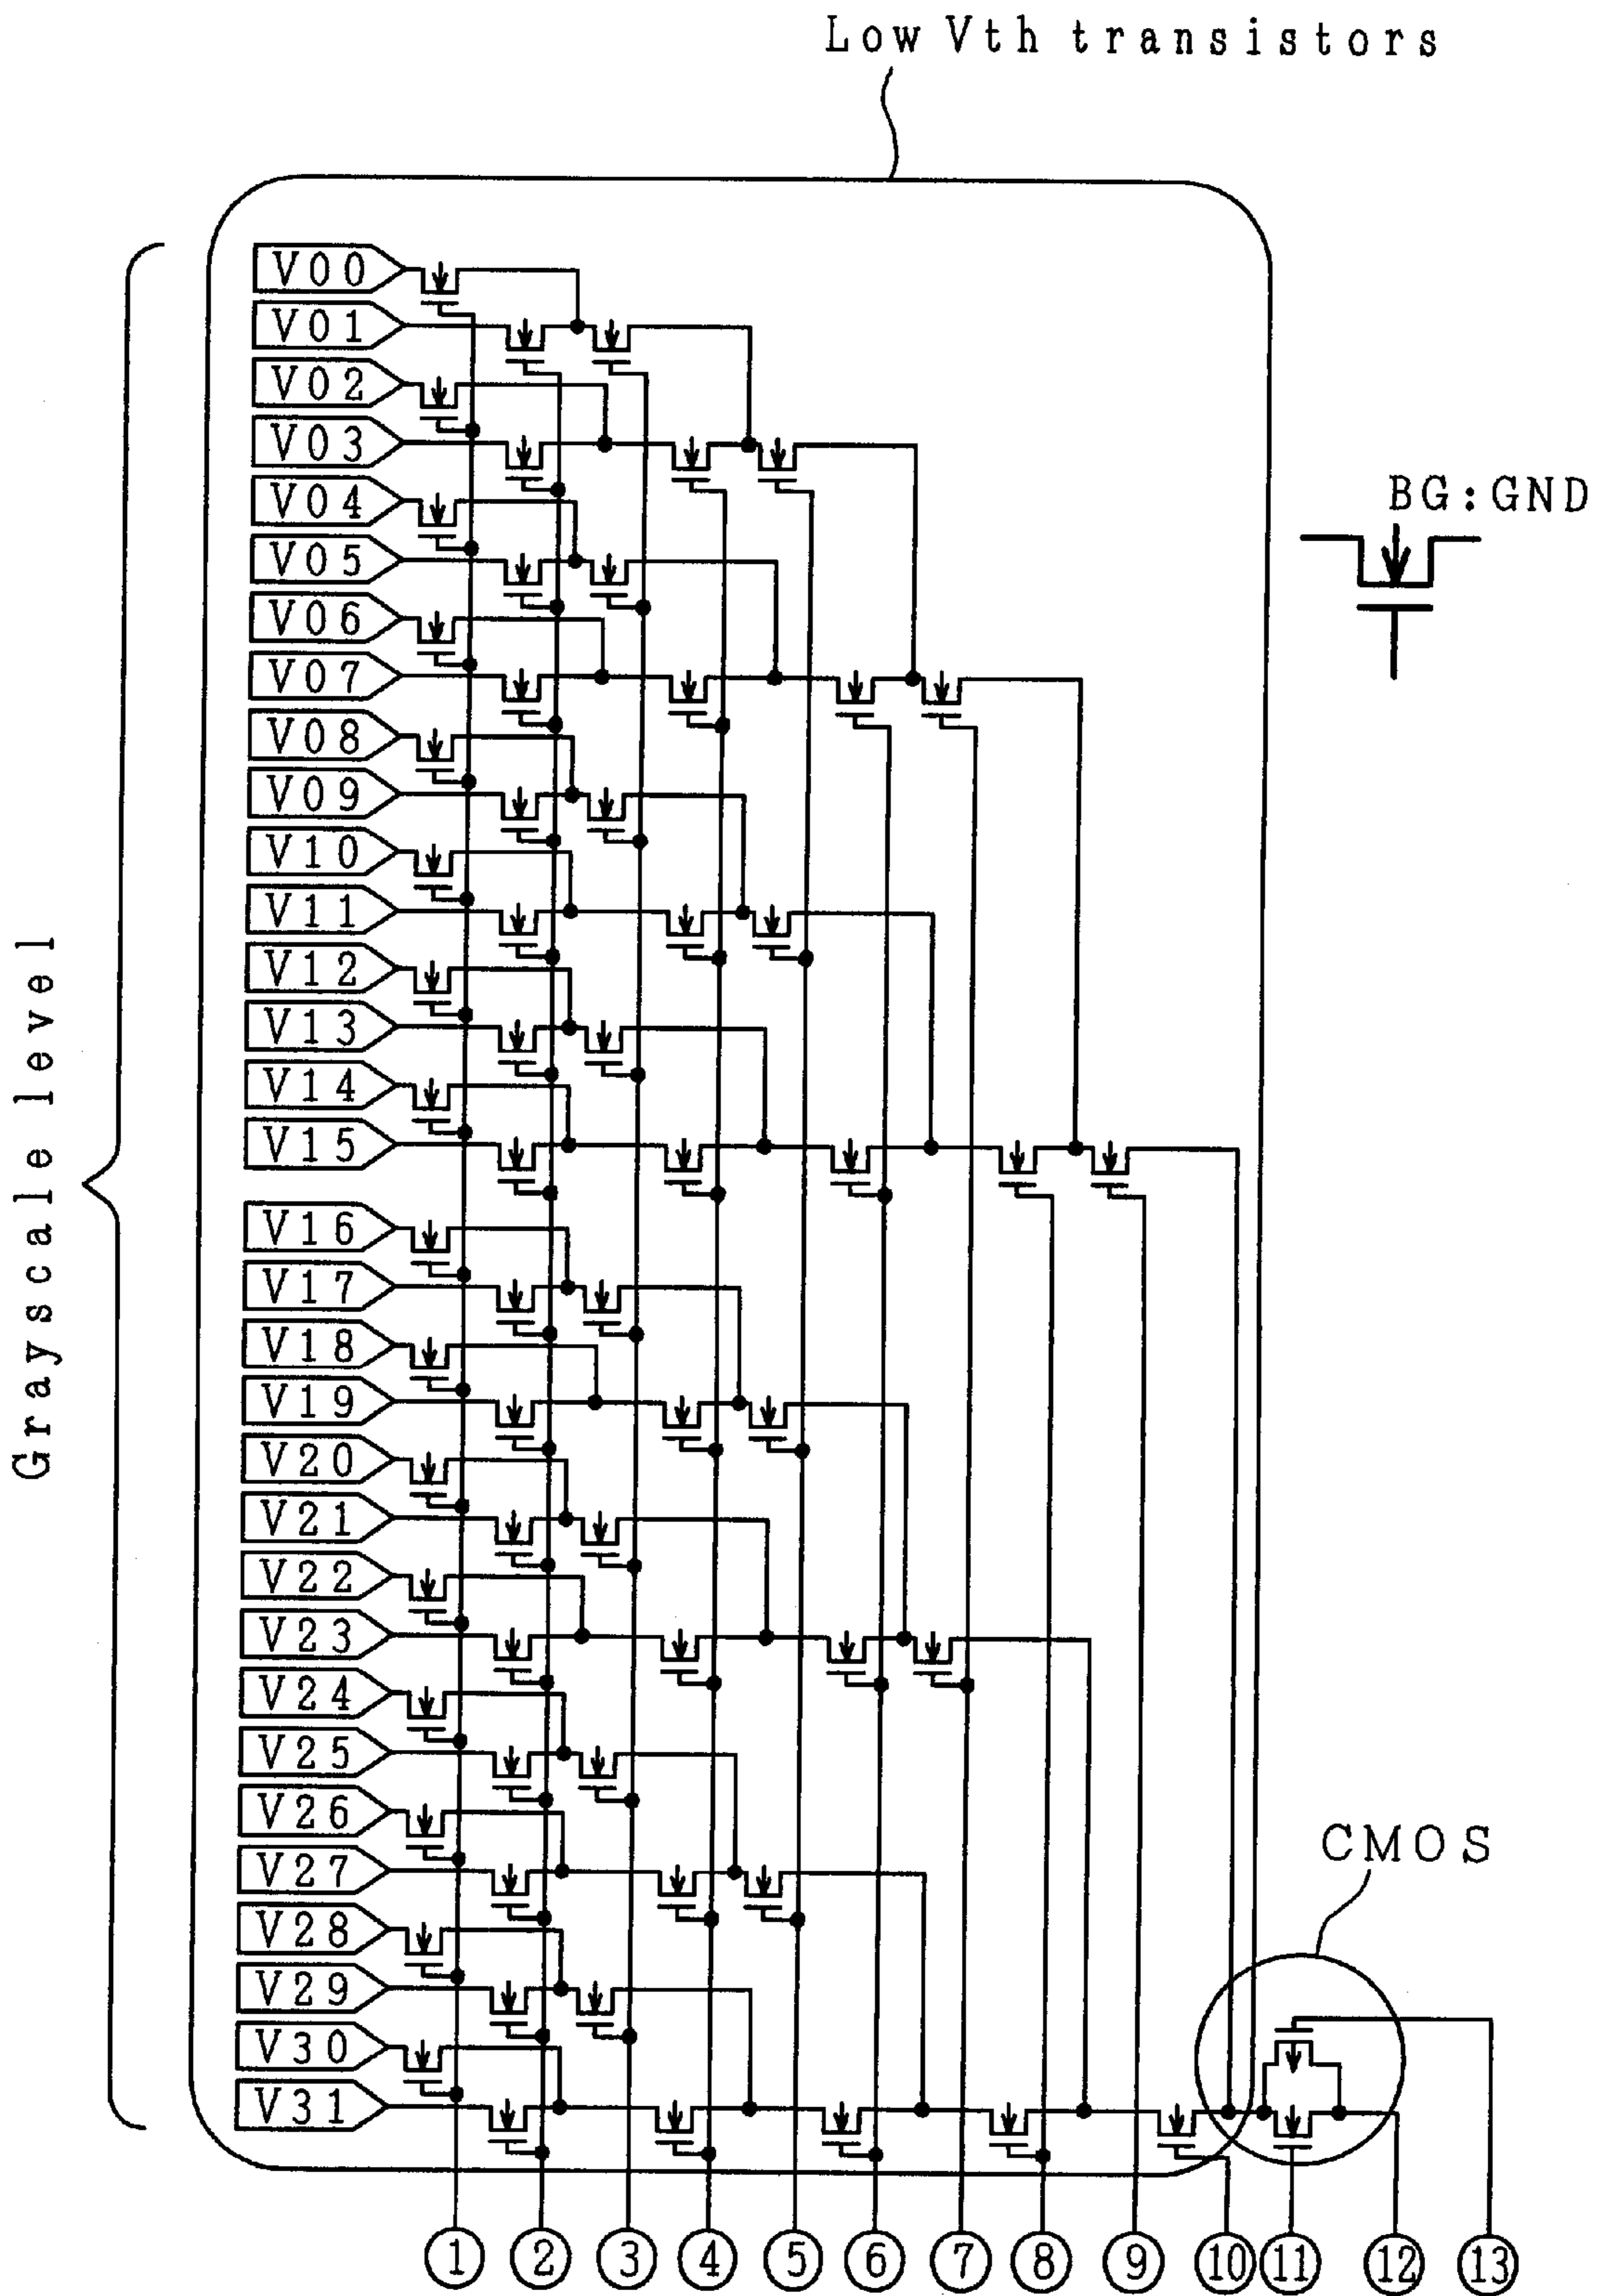 Low Vth transistors
BG:GND
Grayscale level
V00
V01
V02
V03
V04
V05
V06
V07
V08
V09
V10
V11
V12
V13
V14
V15
V16
V17
V18
V19
V20
V21
V22
V23
V24
V25
V26
V27
V28
V29
V30
V31
CMOS
1 2 3 4 5 6 7 8 9 10 11 12 13